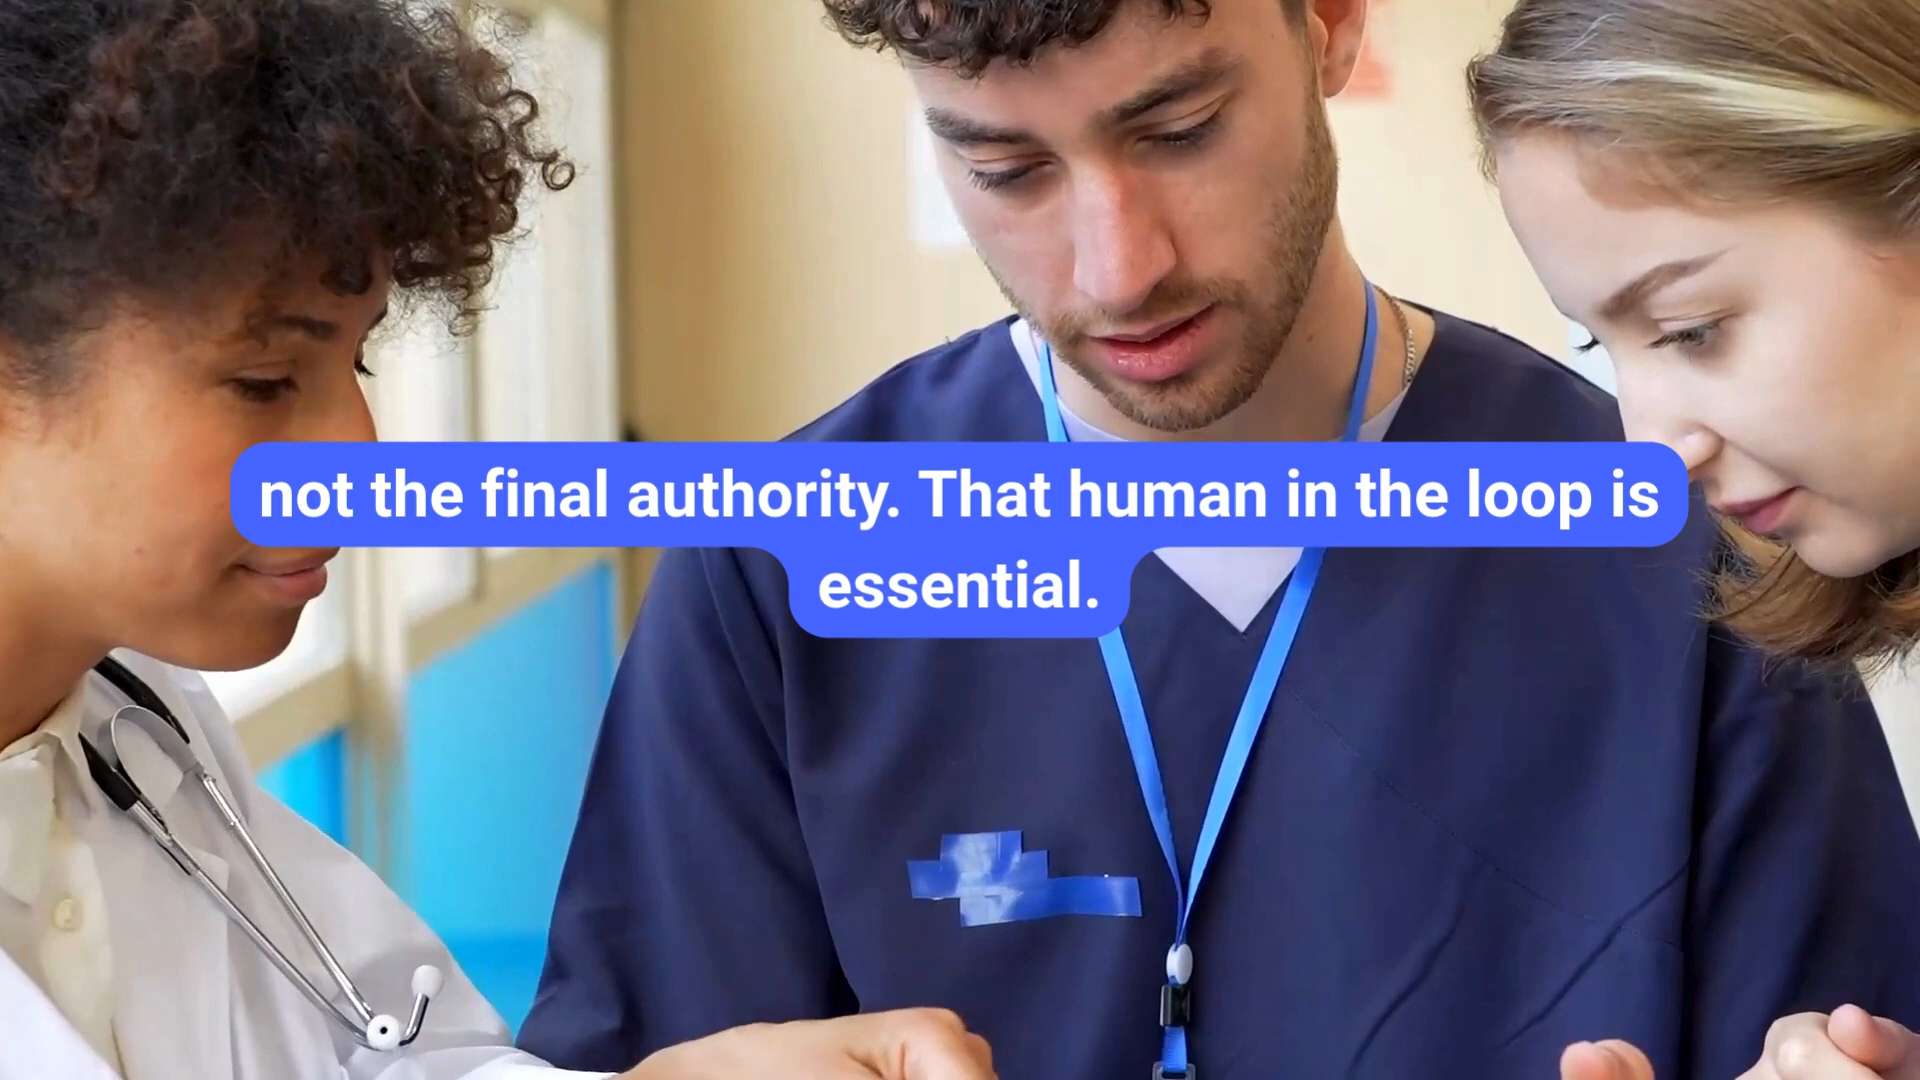 not the final authority. That human in the loop is
essential.